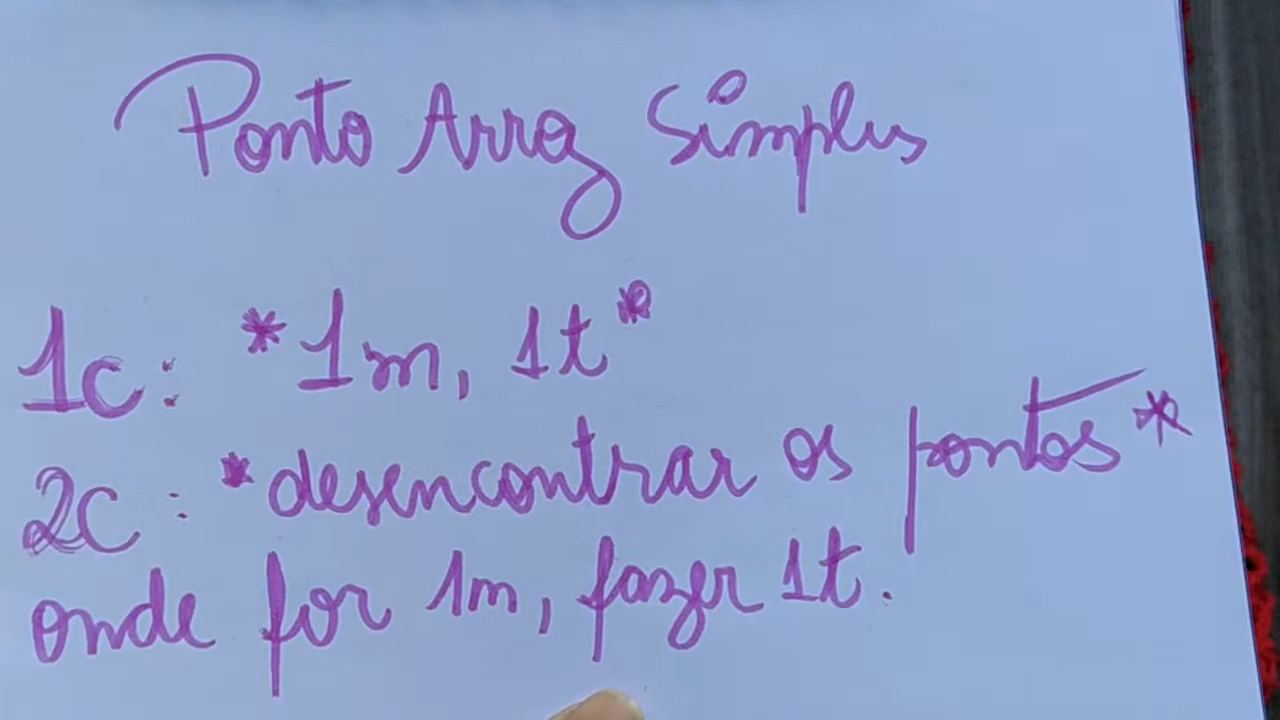 Ponto Arroz Simples
1c: *1m, 1t*
2c: *desencontrar os pontos*
onde for 1m, fazer 1t.